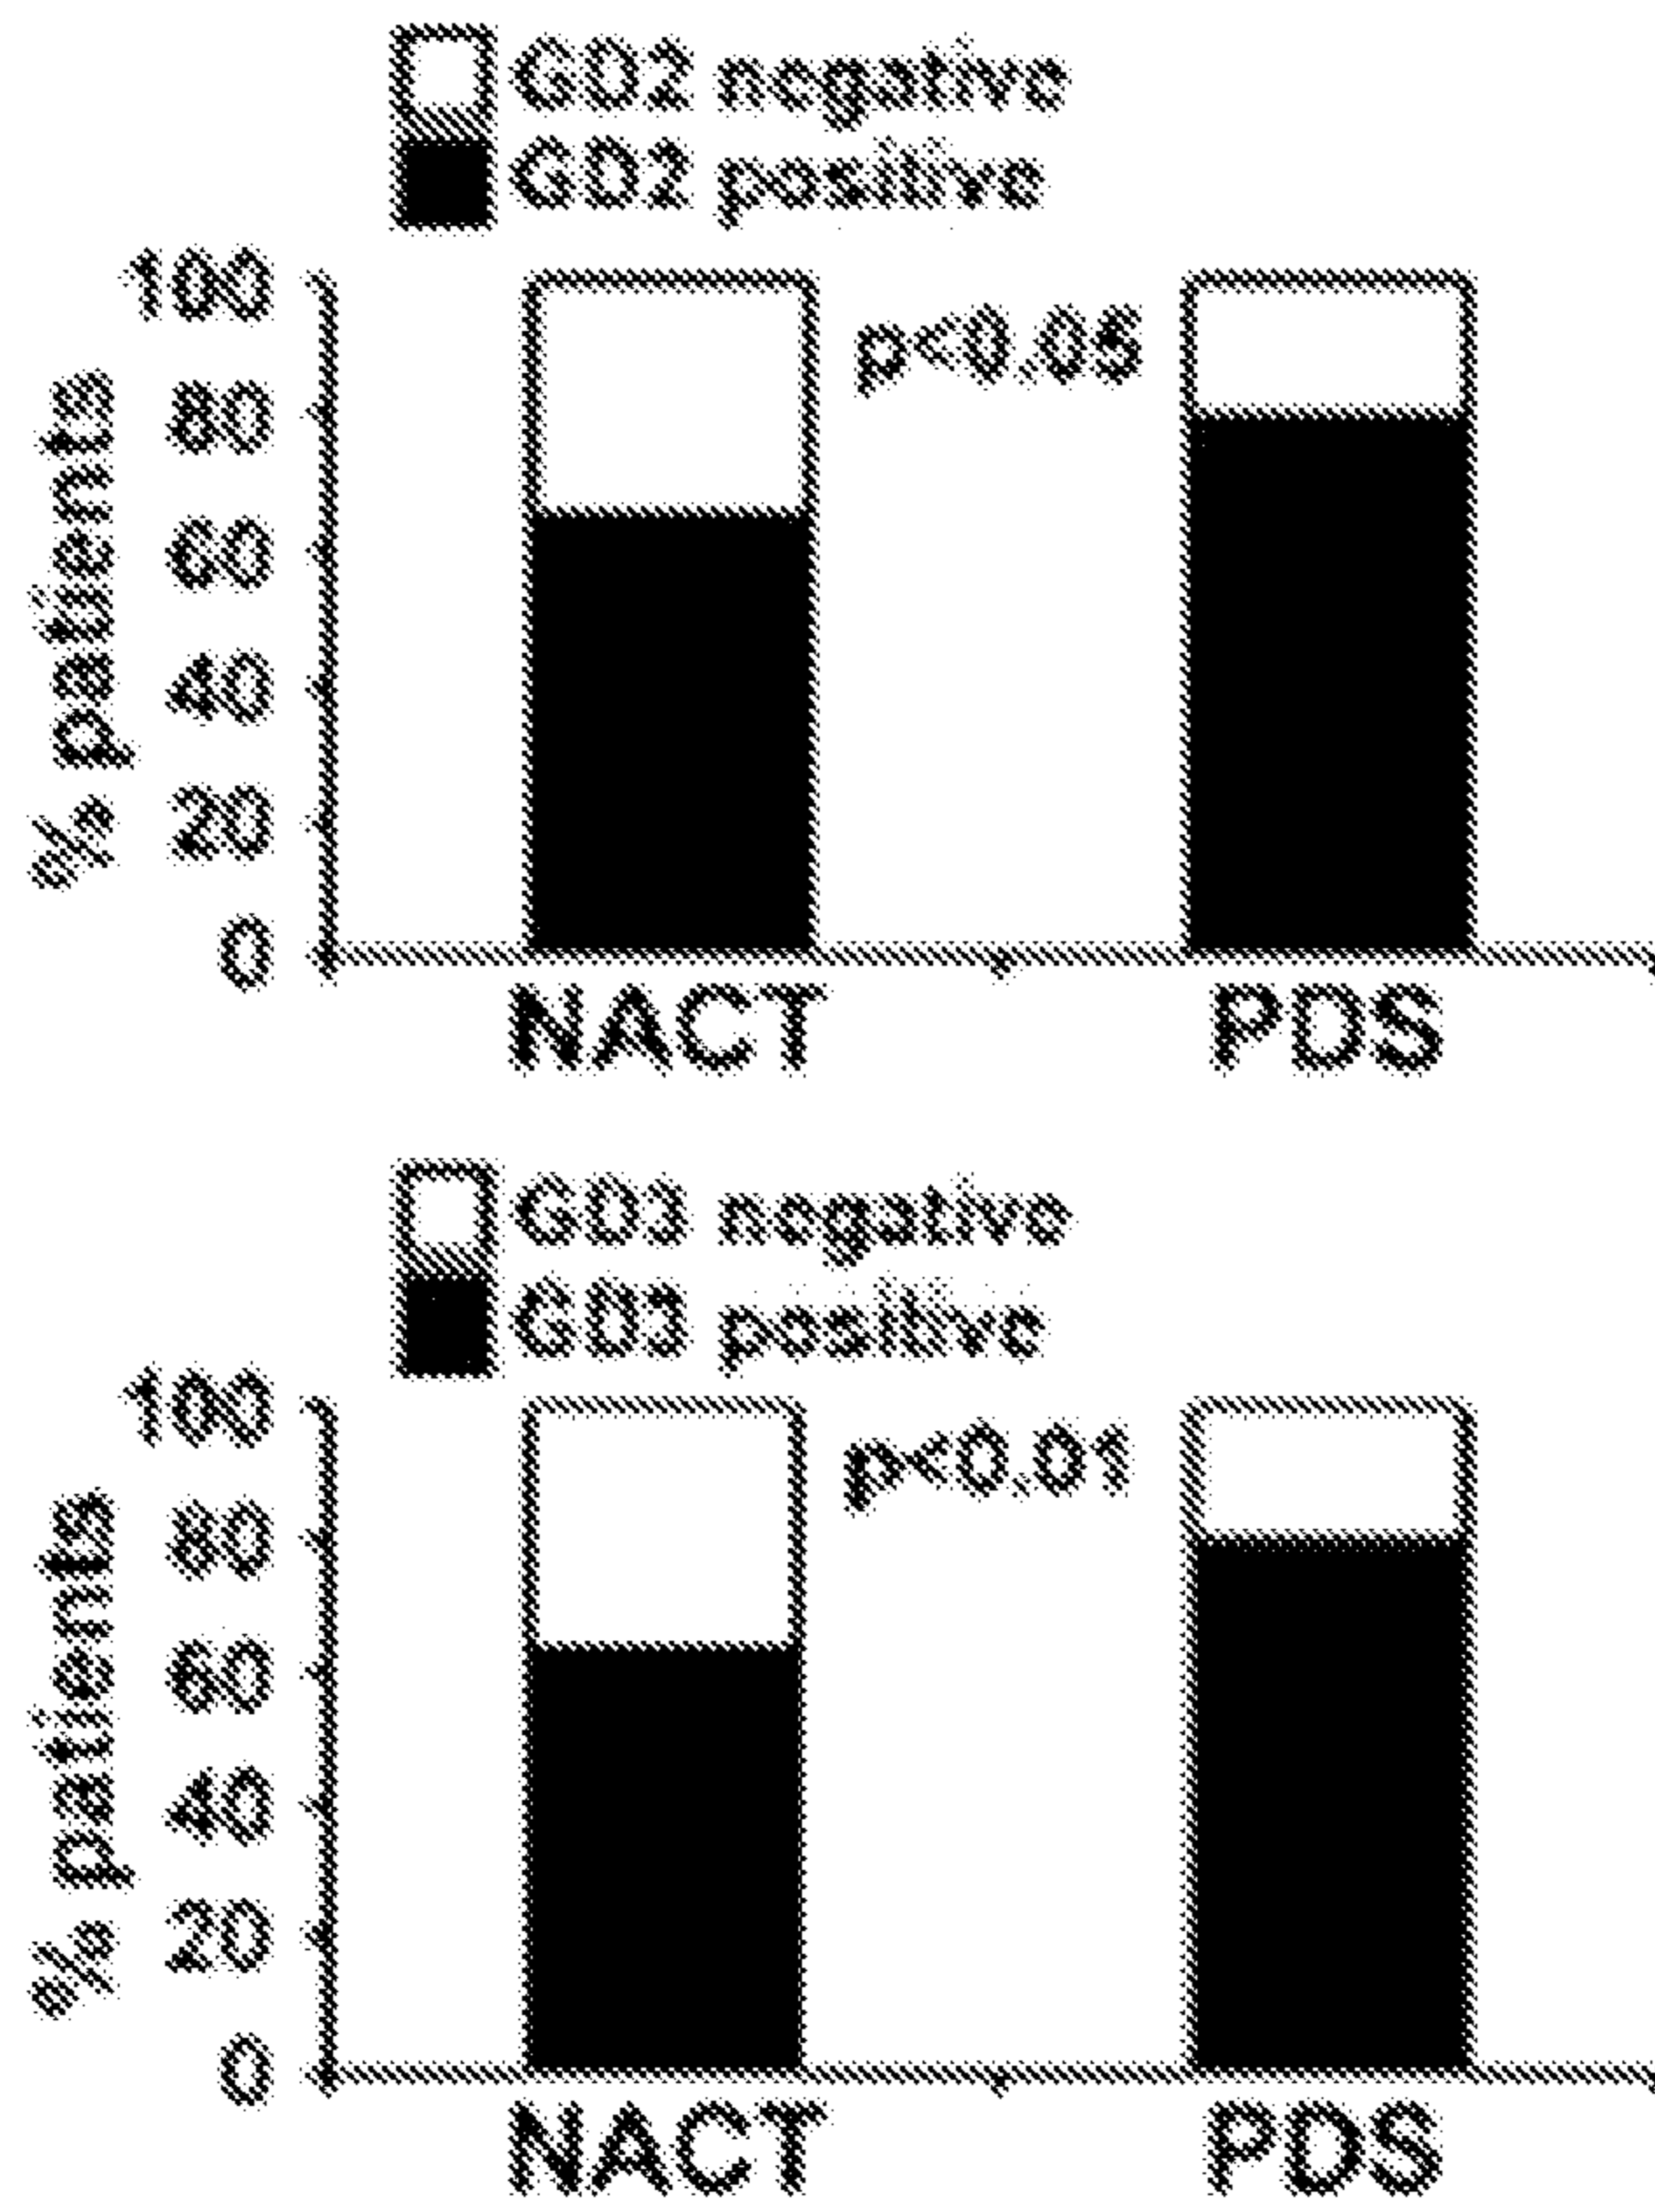 GD2 negative
GD2 positive
100
80
60
40
20
0
% patients
p<0.05
NACT PDS
GD3 negative
GD3 positive
100
80
60
40
20
0
% patients
p<0.01
NACT PDS